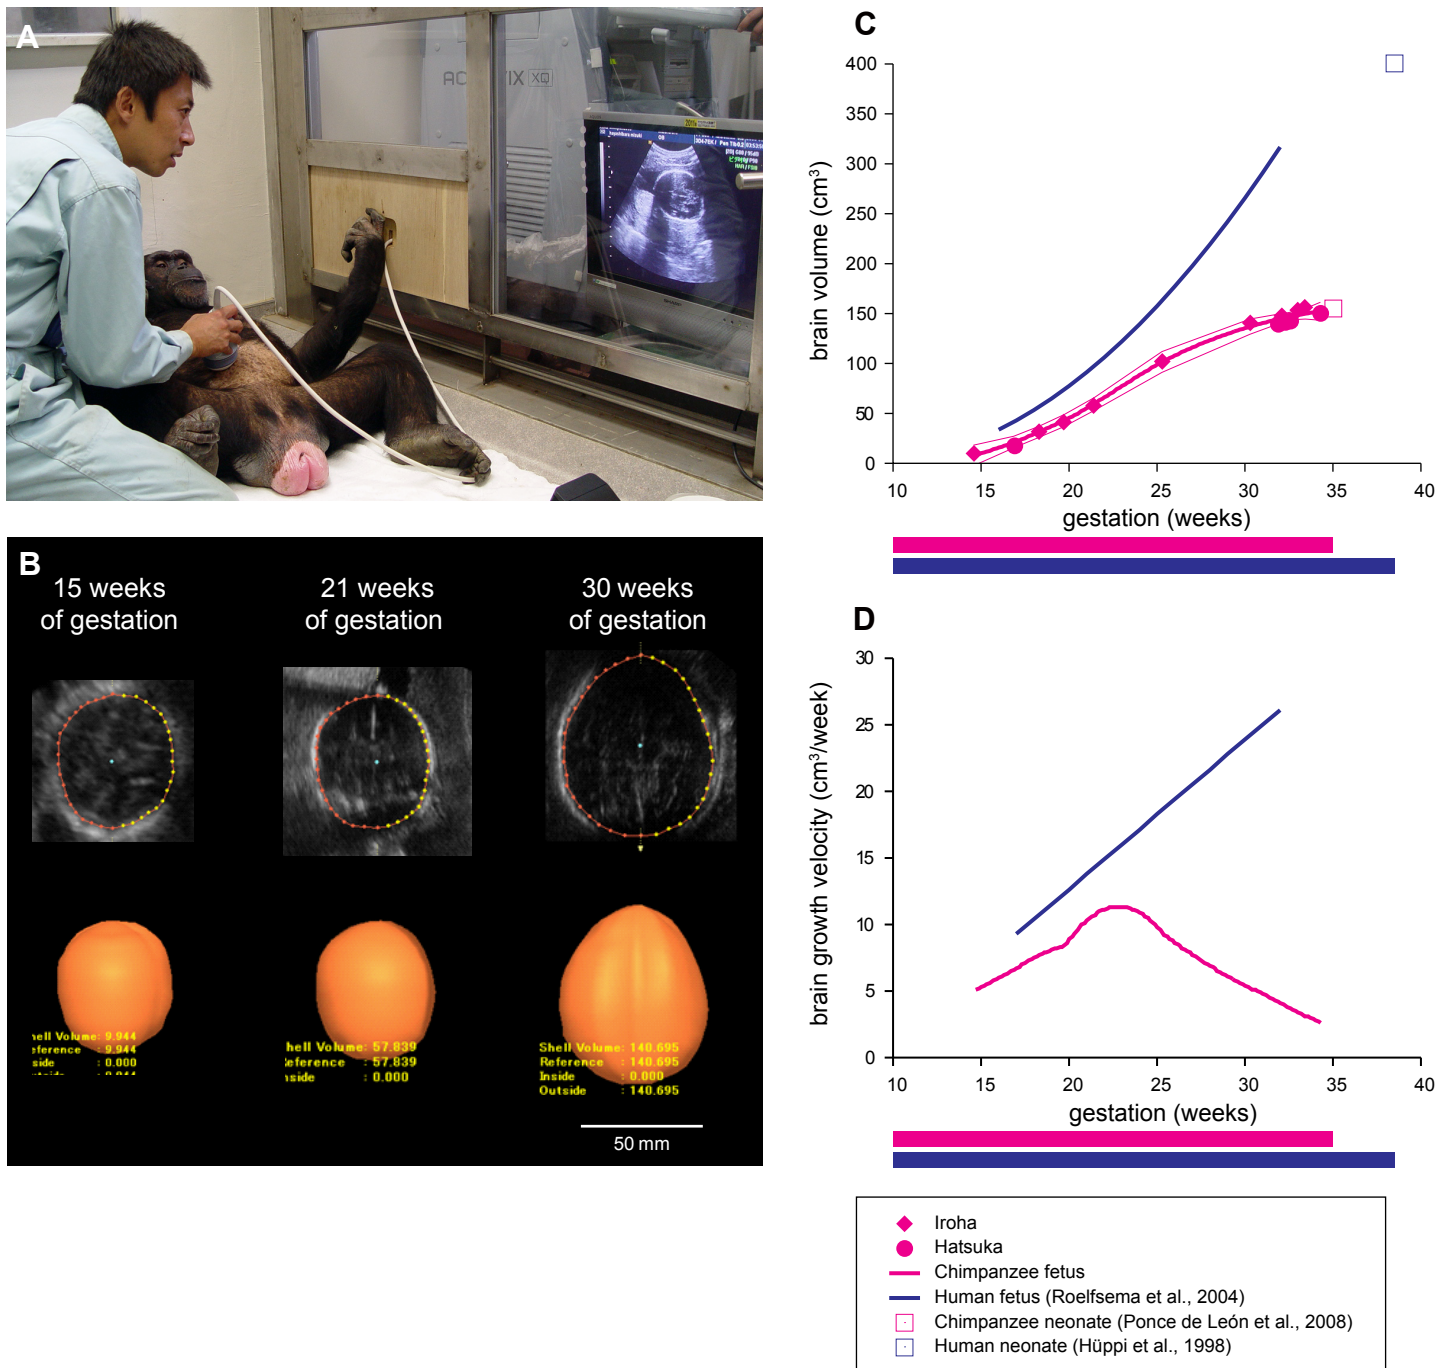 A
ACUVIX XQ
B
15 weeks
of gestation
21 weeks
of gestation
30 weeks
of gestation
hell Volume: 9.944
eference : 9.944
side : 0.000
hell Volume: 57.839
Reference : 57.839
nside : 0.000
Shell Volume: 140.695
Reference : 140.695
Inside : 0.000
Outside : 140.695
50 mm
C
brain volume (cm³)
400
350
300
250
200
150
100
50
0
10 15 20 25 30 35 40
gestation (weeks)
D
brain growth velocity (cm³/week)
30
25
20
15
10
5
0
10 15 20 25 30 35 40
gestation (weeks)
Iroha
Hatsuka
Chimpanzee fetus
Human fetus (Roelfsema et al., 2004)
Chimpanzee neonate (Ponce de León et al., 2008)
Human neonate (Hüppi et al., 1998)